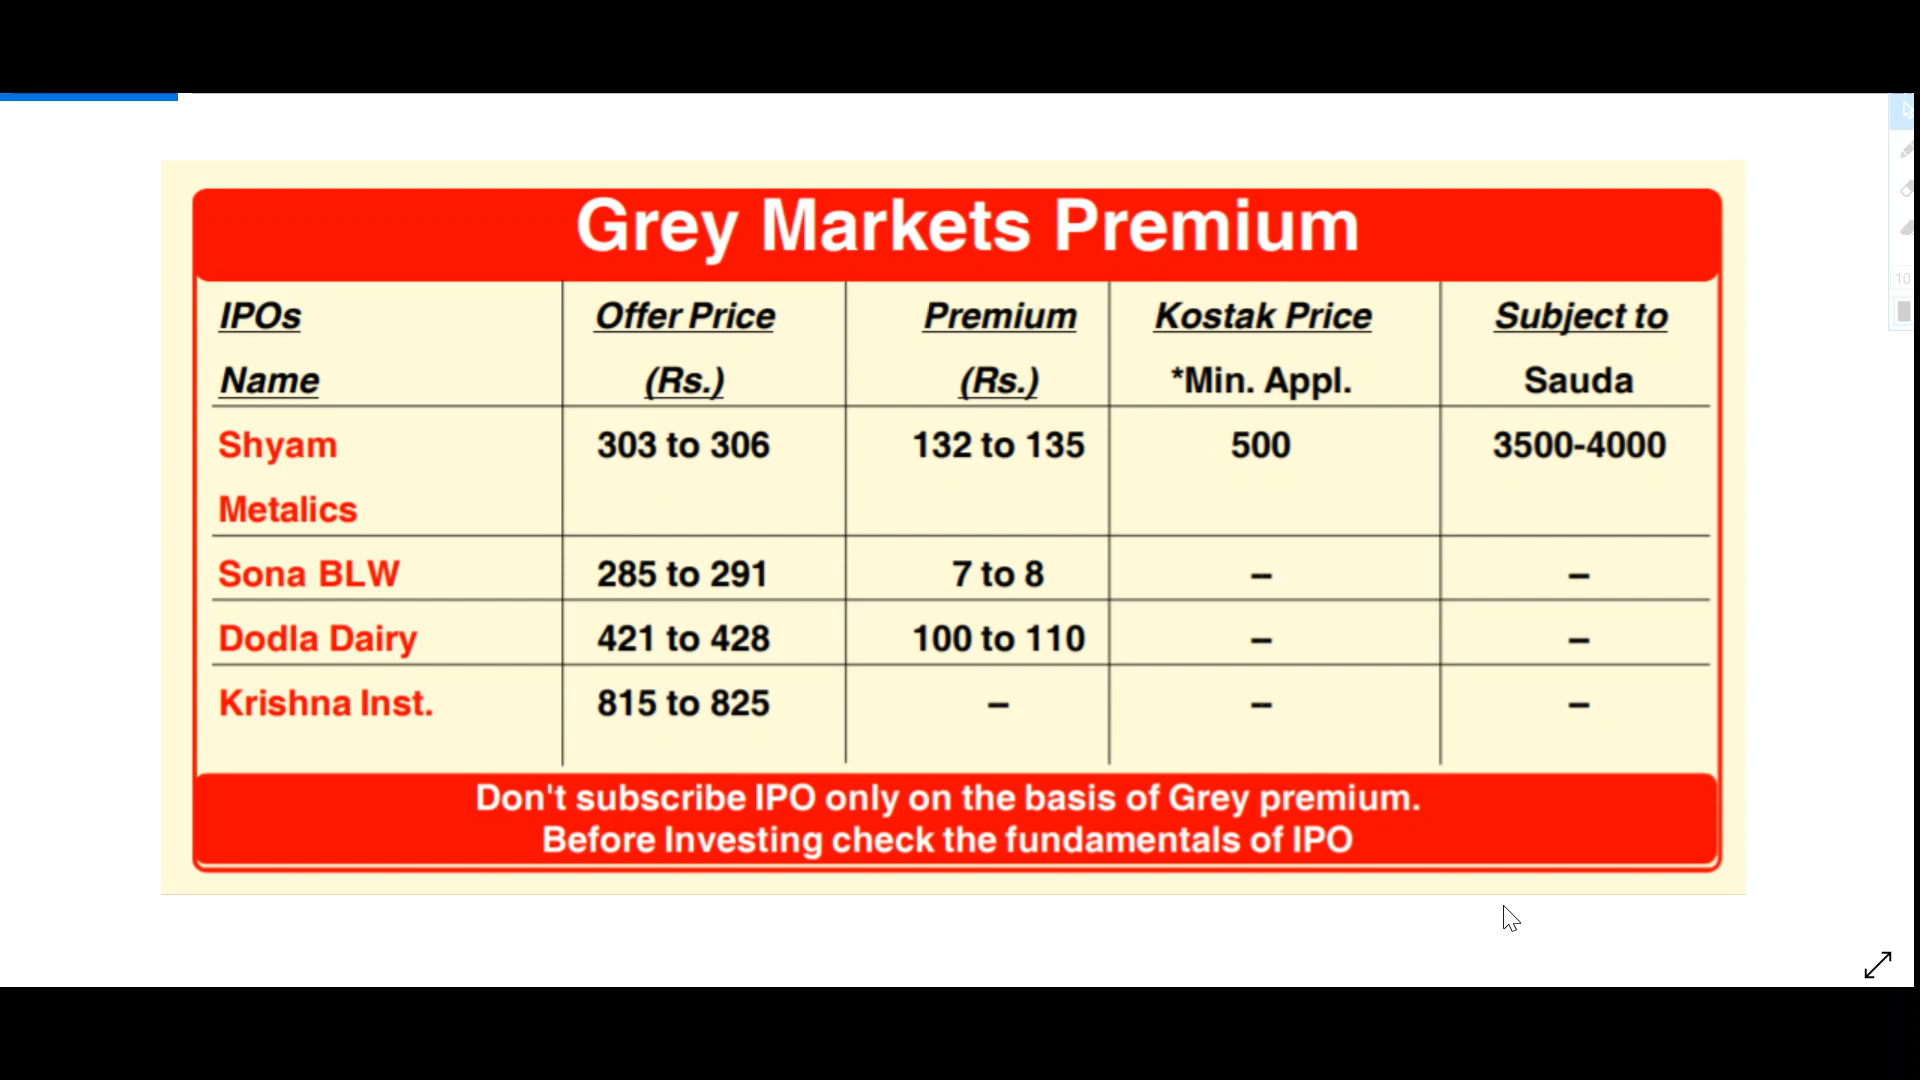 Grey Markets Premium
IPOs Offer Price Premium Kostak Price Subject to
Name (Rs.) (Rs.) *Min. Appl. Sauda
Shyam 303 to 306 132 to 135 500 3500-4000
Metalics
Sona BLW 285 to 291 7 to 8 – –
Dodla Dairy 421 to 428 100 to 110 – –
Krishna Inst. 815 to 825 – – –
Don't subscribe IPO only on the basis of Grey premium.
Before Investing check the fundamentals of IPO
10